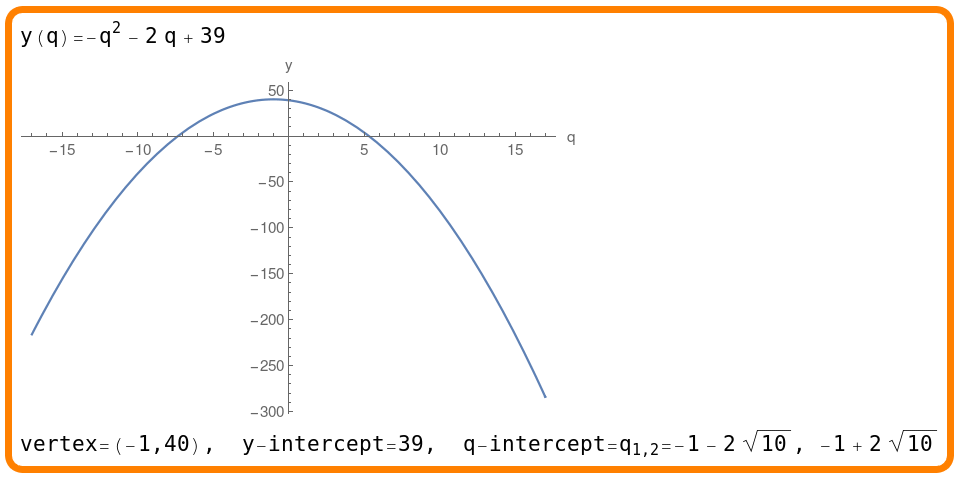 y(q)=-q² - 2 q + 39
y
50
q
-15 -10 -5 5 10 15
-50
-100
-150
-200
-250
-300
vertex=(-1,40), y-intercept=39, q-intercept=q₁,₂=-1 - 2 √10, -1 + 2 √10